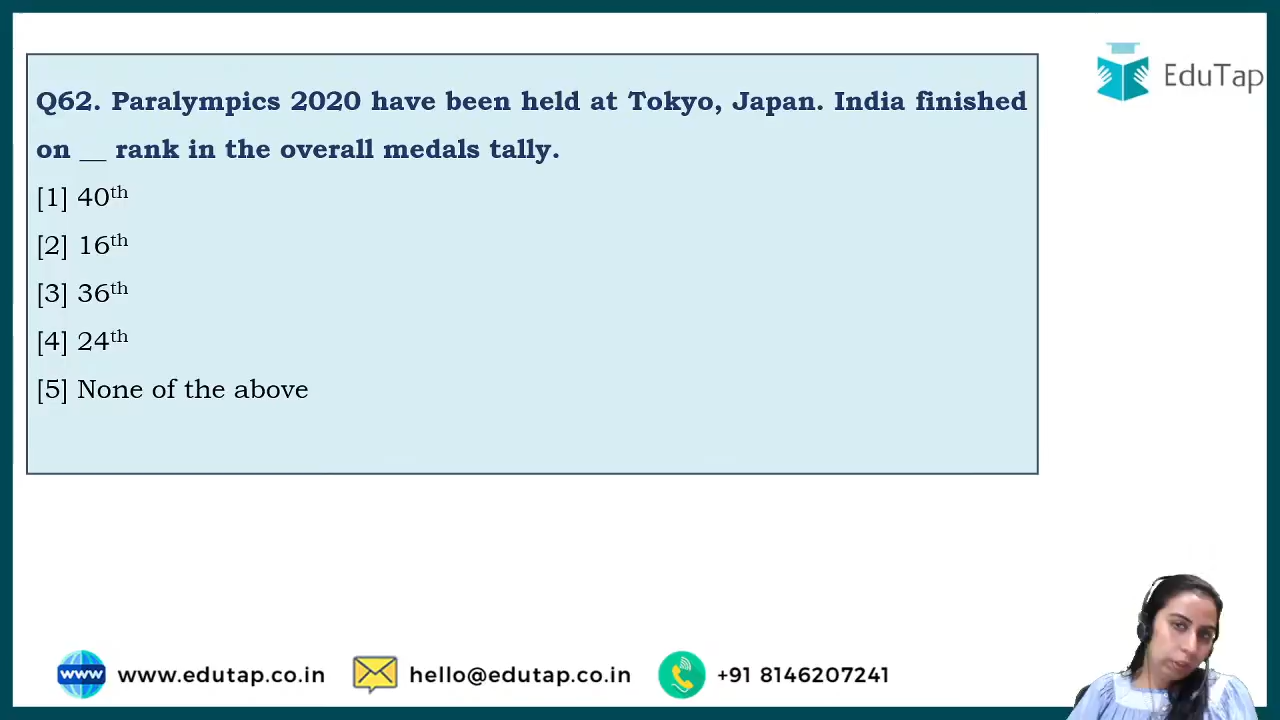 EduTap
Q62. Paralympics 2020 have been held at Tokyo, Japan. India finished
on __ rank in the overall medals tally.
[1] 40th
[2] 16th
[3] 36th
[4] 24th
[5] None of the above
www www.edutap.co.in hello@edutap.co.in +91 8146207241